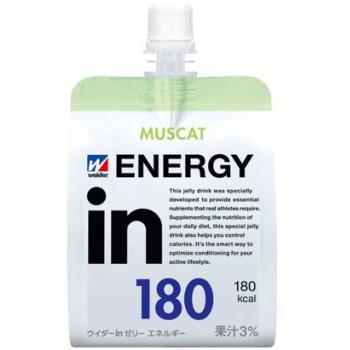 MUSCAT
weider
ENERGY
in
This jelly drink was specially
developed to provide essential
nutrients that real athletes require.
Supplementing the nutrition of
your daily diet, this special jelly
drink also helps you control
calories. It's the smart way to
optimize conditioning for your
active lifestyle.
180
180
kcal
ウイダーinゼリー エネルギー
果汁3%